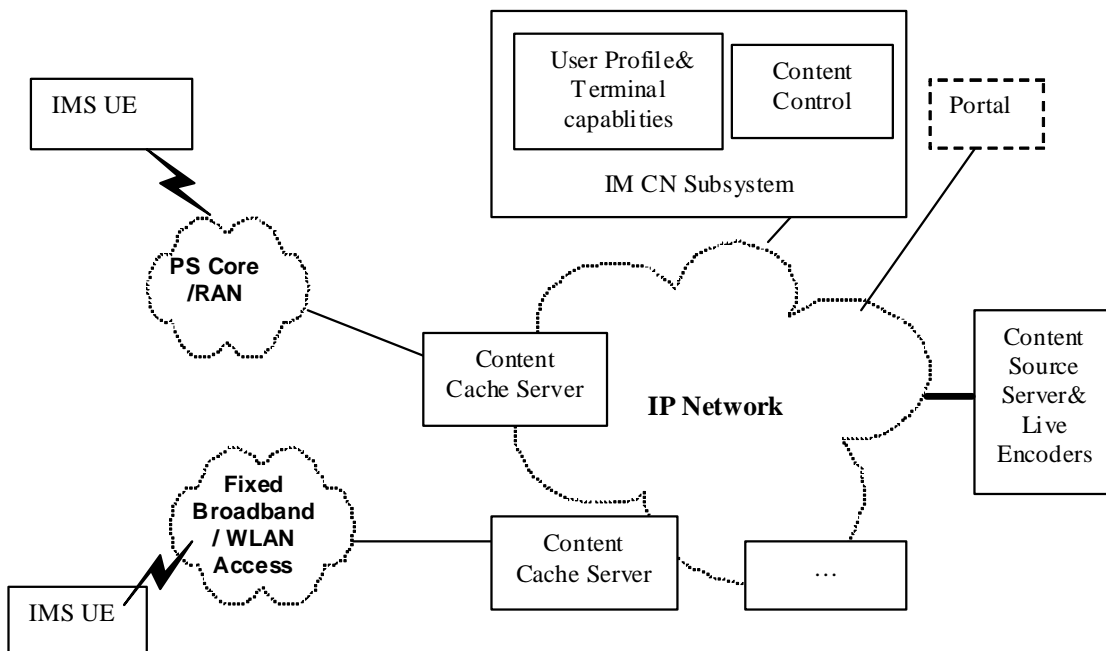 IMS UE
User Profile&
Terminal
capablities
Content
Control
IM CN Subsystem
Portal
PS Core
/RAN
Content
Cache Server
IP Network
Content
Source
Server&
Live
Encoders
Fixed
Broadband
/ WLAN
Access
Content
Cache Server
...
IMS UE